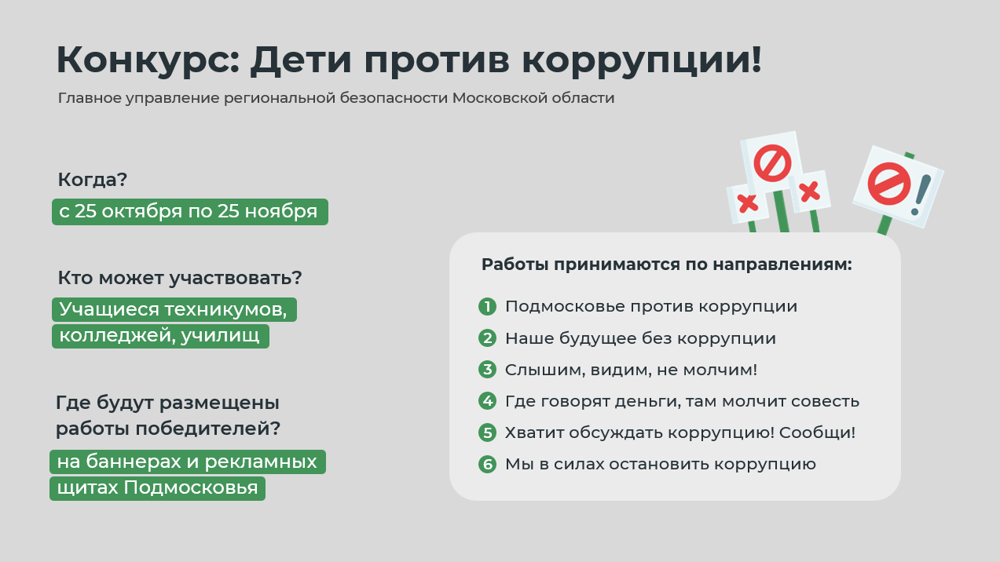 Конкурс: Дети против коррупции!
Главное управление региональной безопасности Московской области
Когда?
с 25 октября по 25 ноября
Кто может участвовать?
Учащиеся техникумов,
колледжей, училищ
Где будут размещены
работы победителей?
на баннерах и рекламных
щитах Подмосковья
Работы принимаются по направлениям:
1 Подмосковье против коррупции
2 Наше будущее без коррупции
3 Слышим, видим, не молчим!
4 Где говорят деньги, там молчит совесть
5 Хватит обсуждать коррупцию! Сообщи!
6 Мы в силах остановить коррупцию